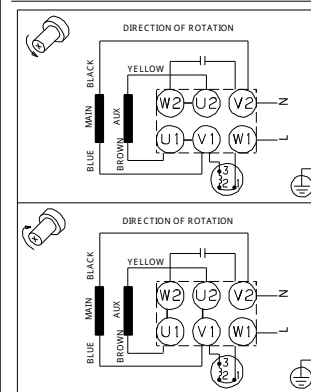 DIRECTION OF ROTATION
BLACK
YELLOW
MAIN
AUX
W2 U2 V2 N
U1 V1 W1 L
BLUE
BROWN
3
2 1
DIRECTION OF ROTATION
BLACK
YELLOW
MAIN
AUX
W2 U2 V2 N
U1 V1 W1 L
BLUE
BROWN
3
2 1